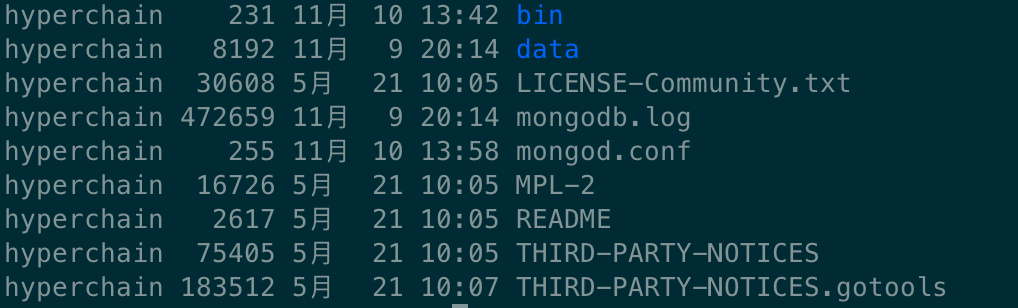 hyperchain 231 11月 10 13:42 bin
hyperchain 8192 11月 9 20:14 data
hyperchain 30608 5月 21 10:05 LICENSE-Community.txt
hyperchain 472659 11月 9 20:14 mongodb.log
hyperchain 255 11月 10 13:58 mongod.conf
hyperchain 16726 5月 21 10:05 MPL-2
hyperchain 2617 5月 21 10:05 README
hyperchain 75405 5月 21 10:05 THIRD-PARTY-NOTICES
hyperchain 183512 5月 21 10:07 THIRD-PARTY-NOTICES.gotools